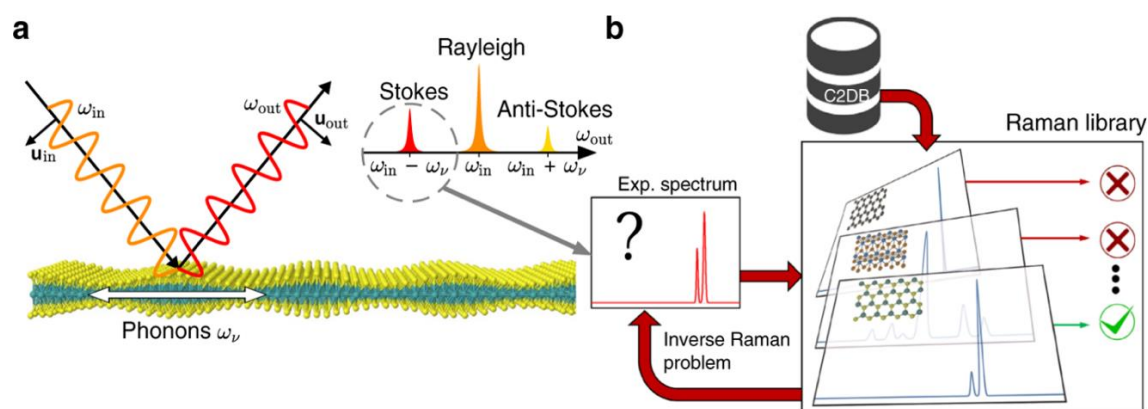 a
ω_in
u_in
ω_out
u_out
Rayleigh
Stokes
Anti-Stokes
ω_out
ω_in − ω_ν
ω_in
ω_in + ω_ν
Phonons ω_ν
b
C2DB
Raman library
Exp. spectrum
?
Inverse Raman
problem